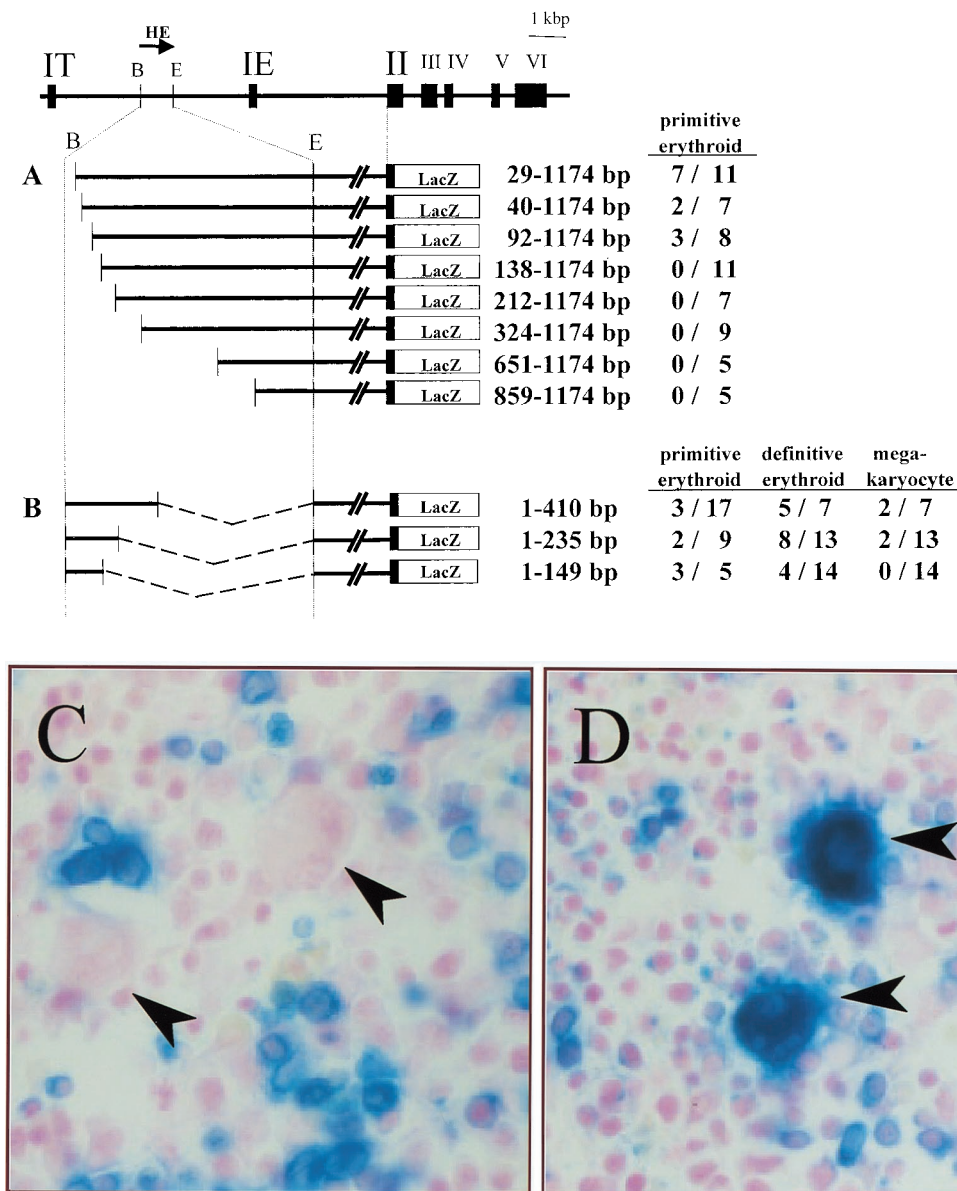 1 kbp
HE
IT B E IE II III IV V VI
B E
primitive
erythroid
A LacZ 29-1174 bp 7 / 11
LacZ 40-1174 bp 2 / 7
LacZ 92-1174 bp 3 / 8
LacZ 138-1174 bp 0 / 11
LacZ 212-1174 bp 0 / 7
LacZ 324-1174 bp 0 / 9
LacZ 651-1174 bp 0 / 5
LacZ 859-1174 bp 0 / 5
primitive definitive mega-
erythroid erythroid karyocyte
B LacZ 1-410 bp 3 / 17 5 / 7 2 / 7
LacZ 1-235 bp 2 / 9 8 / 13 2 / 13
LacZ 1-149 bp 3 / 5 4 / 14 0 / 14
C D